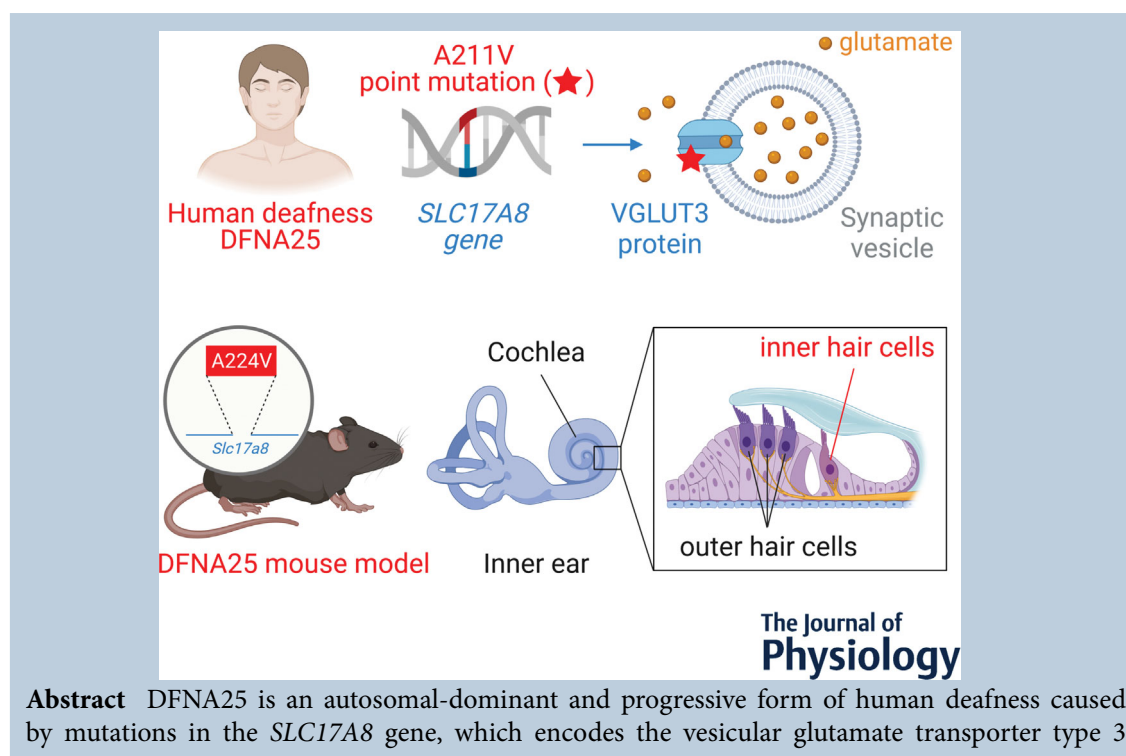 glutamate
A211V
point mutation (★)
Human deafness
DFNA25
SLC17A8
gene
VGLUT3
protein
Synaptic
vesicle
A224V
Slc17a8
DFNA25 mouse model
Cochlea
Inner ear
inner hair cells
outer hair cells
The Journal of
Physiology
Abstract DFNA25 is an autosomal-dominant and progressive form of human deafness caused
by mutations in the SLC17A8 gene, which encodes the vesicular glutamate transporter type 3